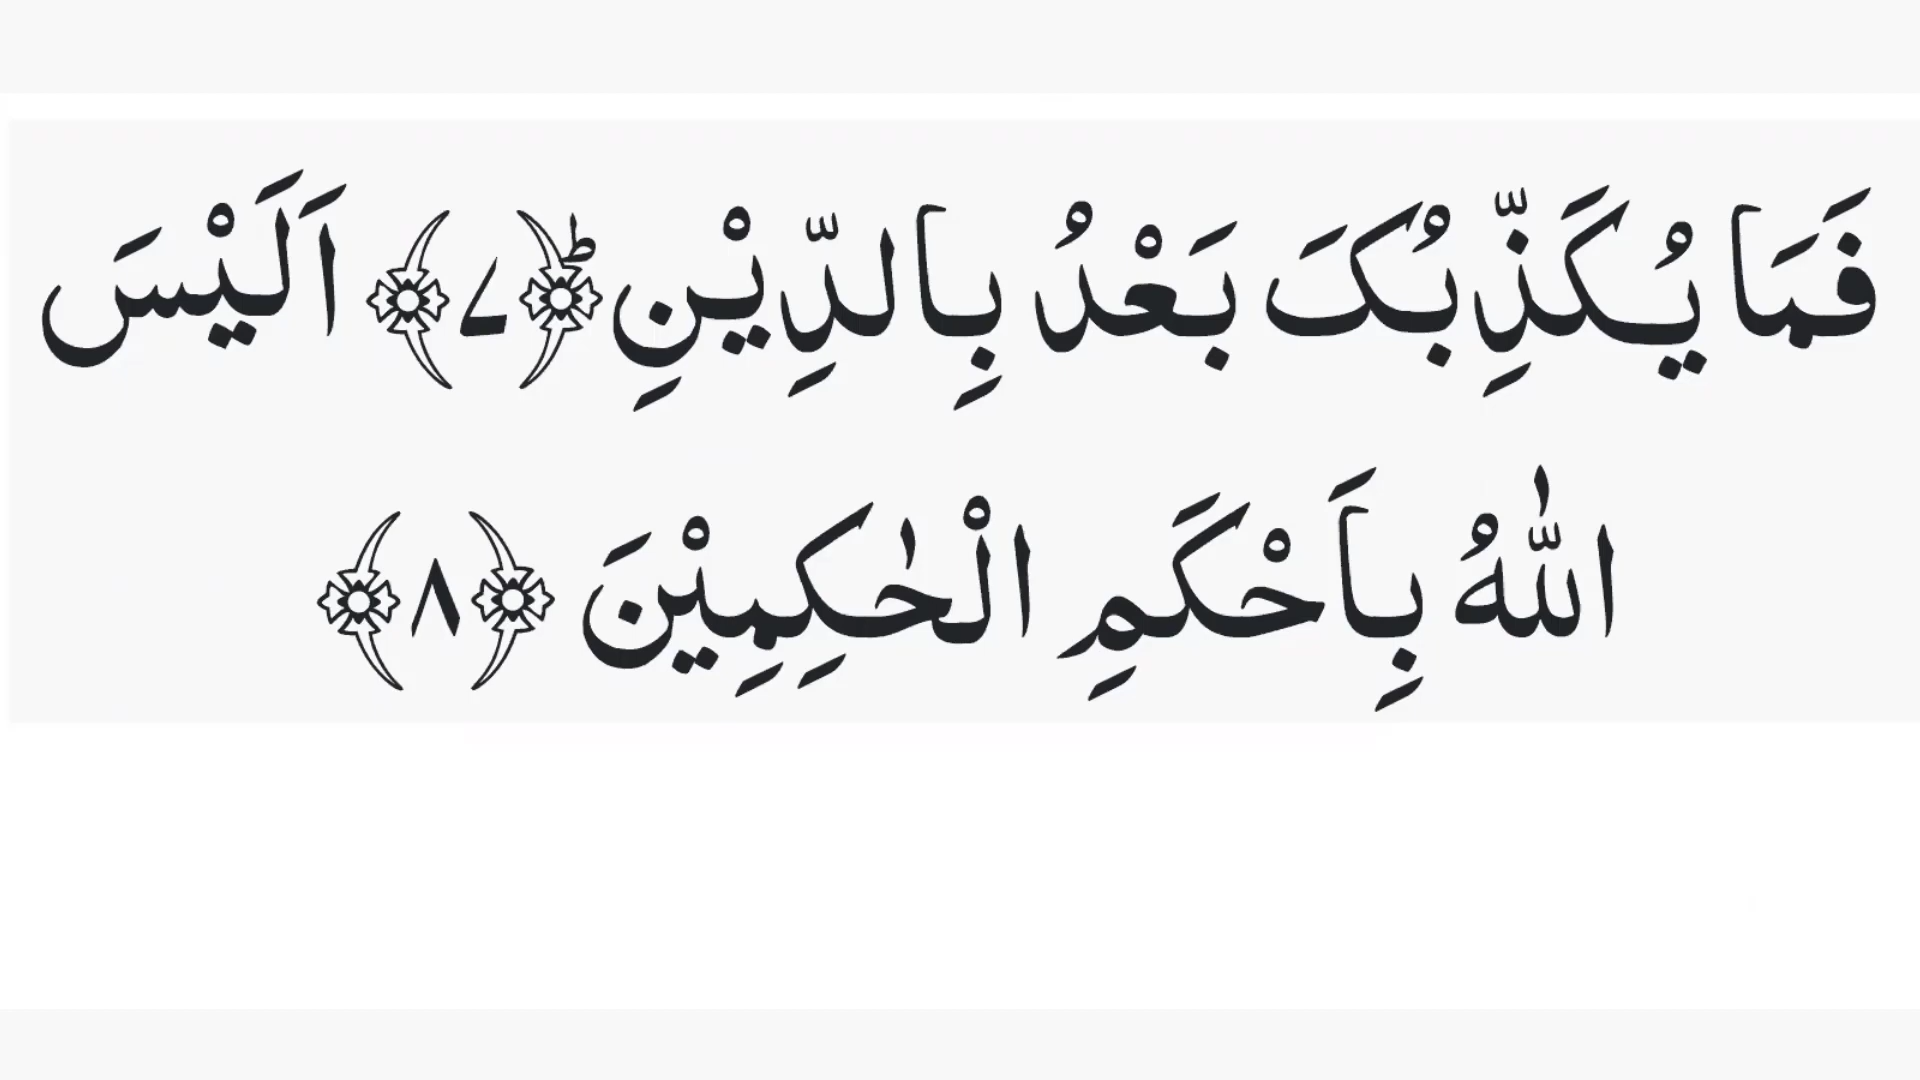 فَمَا یُکَذِّبُکَ بَعْدُ بِالدِّیْنِ ؕ﴿۷﴾ اَلَیْسَ
اللّٰهُ بِاَحْکَمِ الْحٰکِمِیْنَ ﴿۸﴾